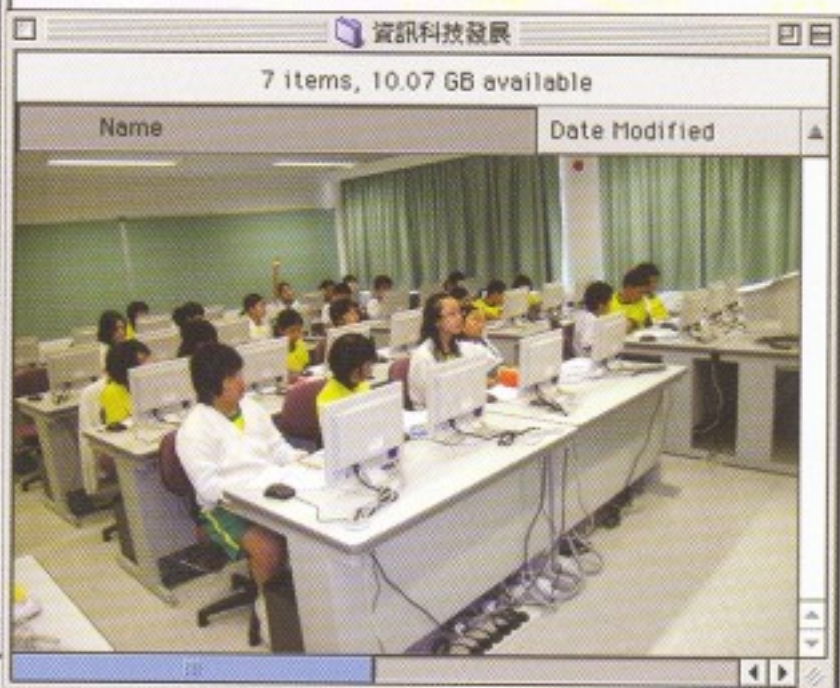 資訊科技發展
7 items, 10.07 GB available
Name Date Modified